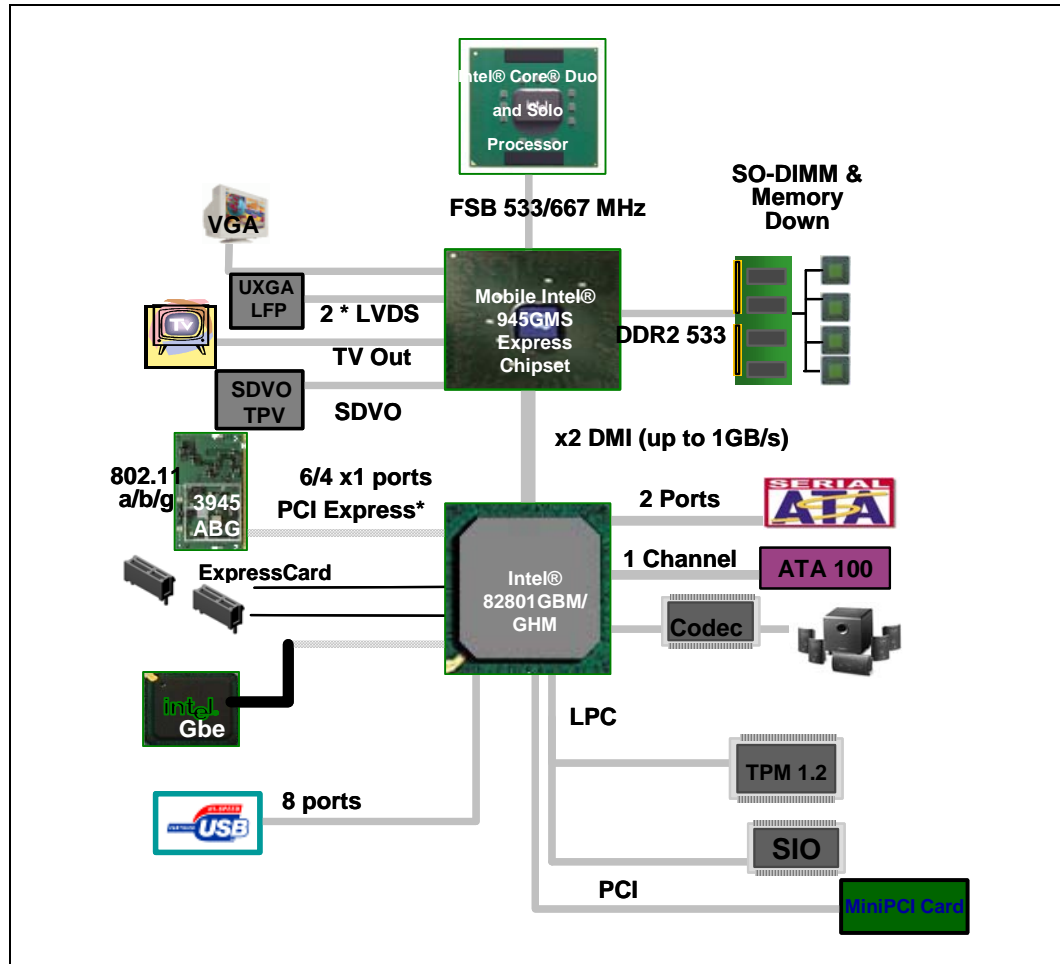 Intel® Core® Duo
and Solo
Processor
FSB 533/667 MHz
SO-DIMM &
Memory
Down
VGA
UXGA
LFP
2 * LVDS
Mobile Intel®
945GMS
Express
Chipset
DDR2 533
TV
TV Out
SDVO
TPV
SDVO
x2 DMI (up to 1GB/s)
802.11
a/b/g
3945
ABG
6/4 x1 ports
PCI Express*
2 Ports
SERIAL
ATA
1 Channel
ATA 100
ExpressCard
Intel®
82801GBM/
GHM
Codec
intel.
Gbe
LPC
TPM 1.2
8 ports
USB
SIO
PCI
MiniPCI Card